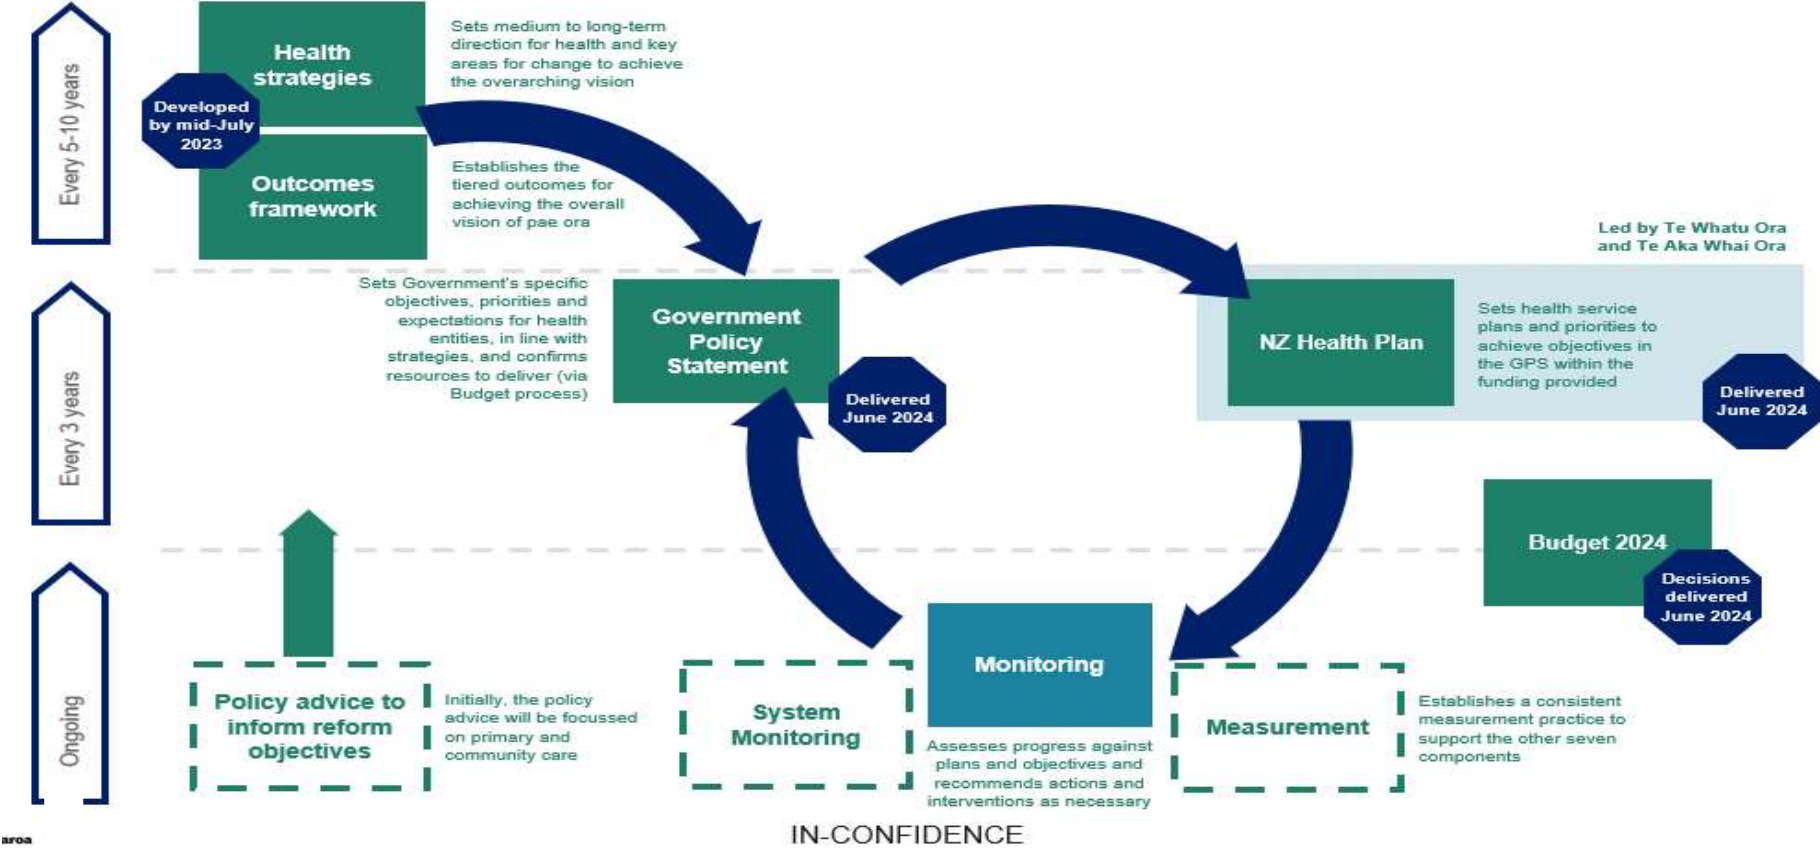 Every 5-10 years
Health
strategies
Sets medium to long-term
direction for health and key
areas for change to achieve
the overarching vision
Developed
by mid-July
2023
Outcomes
framework
Establishes the
tiered outcomes for
achieving the overall
vision of pae ora
Led by Te Whatu Ora
and Te Aka Whai Ora
Every 3 years
Sets Government's specific
objectives, priorities and
expectations for health
entities, in line with
strategies, and confirms
resources to deliver (via
Budget process)
Government
Policy
Statement
Delivered
June 2024
NZ Health Plan
Sets health service
plans and priorities to
achieve objectives in
the GPS within the
funding provided
Delivered
June 2024
Budget 2024
Decisions
delivered
June 2024
Ongoing
Policy advice to
inform reform
objectives
Initially, the policy
advice will be focussed
on primary and
community care
System
Monitoring
Monitoring
Assesses progress against
plans and objectives and
recommends actions and
interventions as necessary
Measurement
Establishes a consistent
measurement practice to
support the other seven
components
aroa
IN-CONFIDENCE